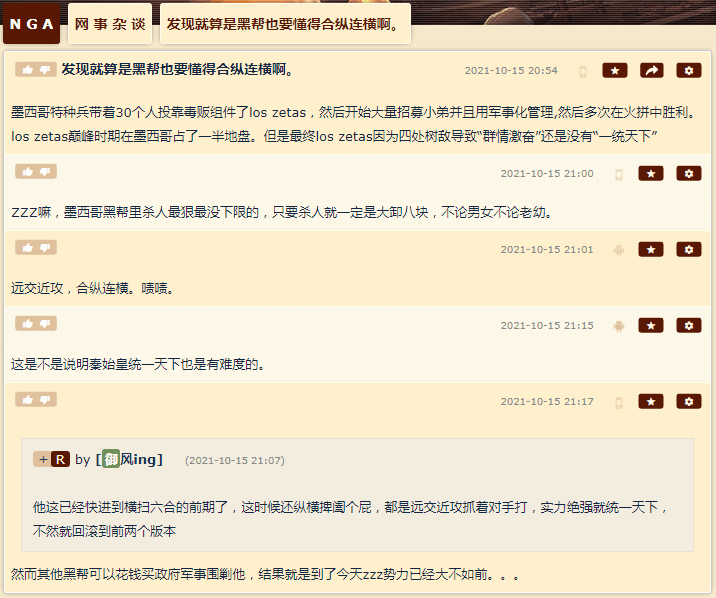 NGA
网事杂谈
发现就算是黑帮也要懂得合纵连横啊。
发现就算是黑帮也要懂得合纵连横啊。
2021-10-15 20:54
墨西哥特种兵带着30个人投靠毒贩组件了los zetas，然后开始大量招募小弟并且用军事化管理,然后多次在火拼中胜利。
los zetas巅峰时期在墨西哥占了一半地盘。但是最终los zetas因为四处树敌导致“群情激奋”还是没有“一统天下”
2021-10-15 21:00
ZZZ嘛，墨西哥黑帮里杀人最狠最没下限的，只要杀人就一定是大卸八块，不论男女不论老幼。
2021-10-15 21:01
远交近攻，合纵连横。啧啧。
2021-10-15 21:15
这是不是说明秦始皇统一天下也是有难度的。
2021-10-15 21:17
+ R by [御风ing] (2021-10-15 21:07)
他这已经快进到横扫六合的前期了，这时候还纵横捭阖个屁，都是远交近攻抓着对手打，实力绝强就统一天下，
不然就回滚到前两个版本
然而其他黑帮可以花钱买政府军事围剿他，结果就是到了今天zzz势力已经大不如前。。。